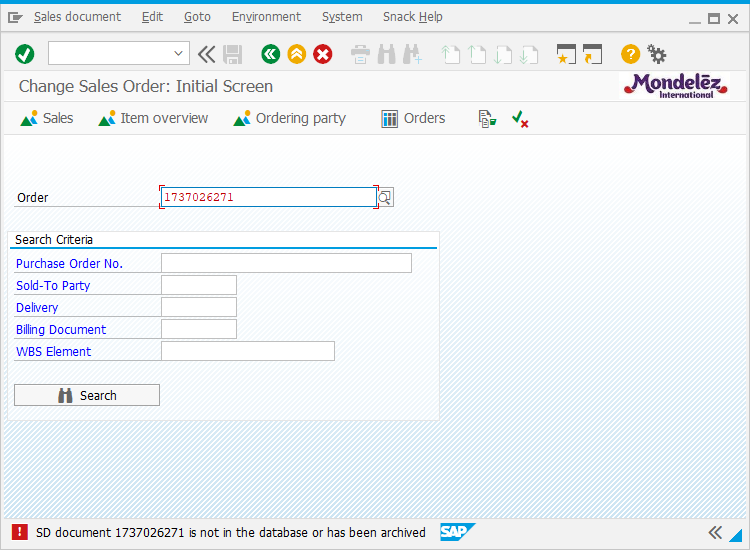 Sales document Edit Goto Environment System Snack Help
Change Sales Order: Initial Screen
Mondelēz
International
Sales Item overview Ordering party Orders
Order 1737026271
Search Criteria
Purchase Order No.
Sold-To Party
Delivery
Billing Document
WBS Element
Search
SD document 1737026271 is not in the database or has been archived SAP